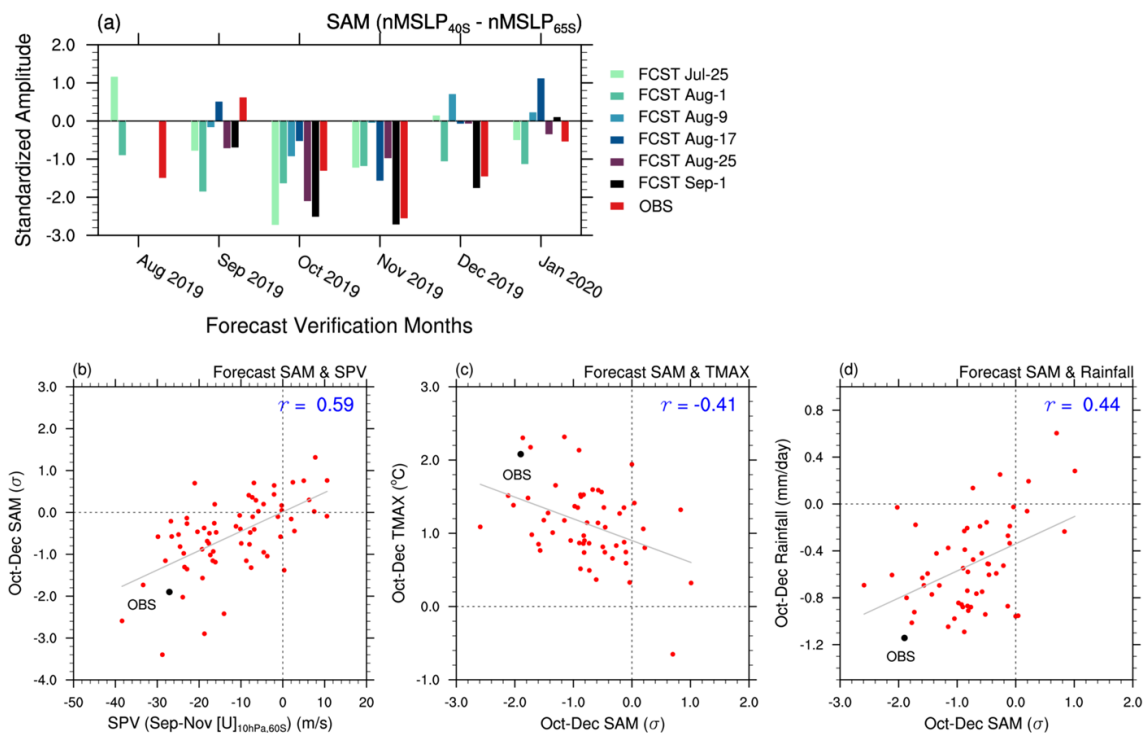 (a) SAM (nMSLP40S - nMSLP65S)
Standardized Amplitude
2.0
1.0
0.0
-1.0
-2.0
-3.0
Aug 2019
Sep 2019
Oct 2019
Nov 2019
Dec 2019
Jan 2020
Forecast Verification Months
FCST Jul-25
FCST Aug-1
FCST Aug-9
FCST Aug-17
FCST Aug-25
FCST Sep-1
OBS
(b) Forecast SAM & SPV
r = 0.59
Oct-Dec SAM (σ)
3.0
2.0
1.0
0.0
-1.0
-2.0
-3.0
-4.0
OBS
-50 -40 -30 -20 -10 0 10 20
SPV (Sep-Nov [U]10hPa,60S) (m/s)
(c) Forecast SAM & TMAX
r = -0.41
Oct-Dec TMAX (°C)
3.0
2.0
1.0
0.0
-1.0
OBS
-3.0 -2.0 -1.0 0.0 1.0 2.0
Oct-Dec SAM (σ)
(d) Forecast SAM & Rainfall
r = 0.44
Oct-Dec Rainfall (mm/day)
0.8
0.4
0.0
-0.4
-0.8
-1.2
OBS
-3.0 -2.0 -1.0 0.0 1.0 2.0
Oct-Dec SAM (σ)